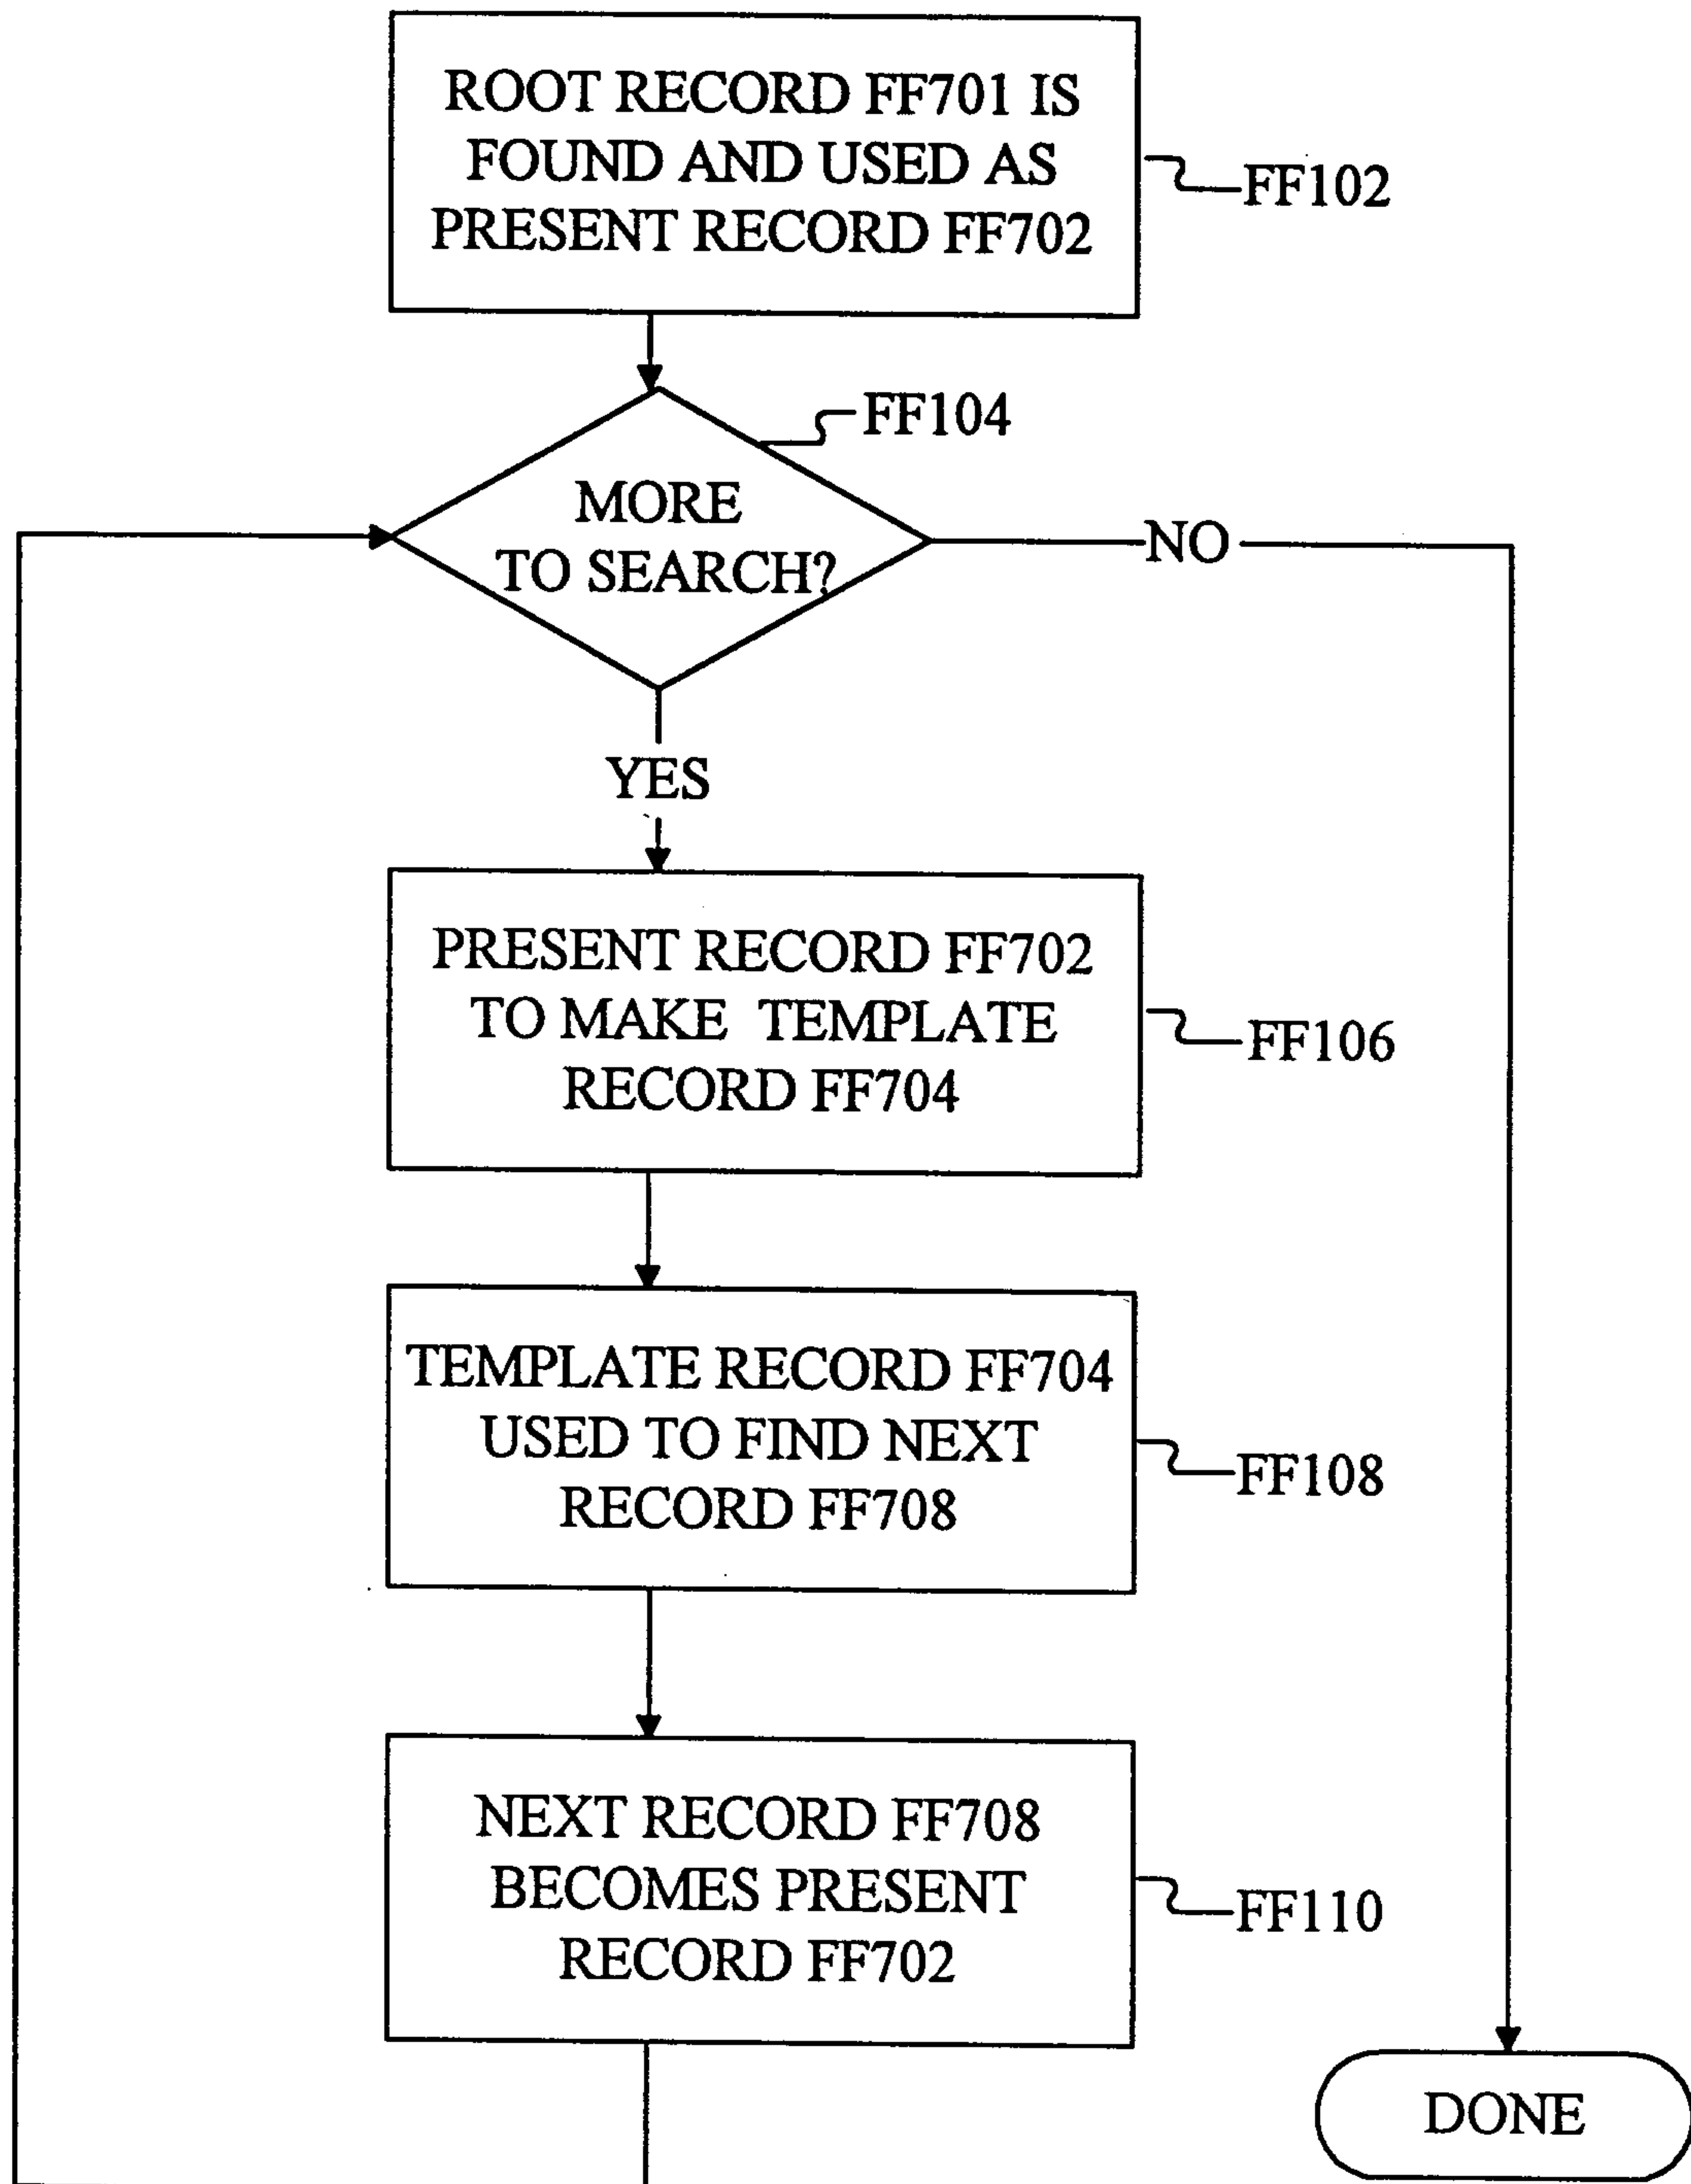 ROOT RECORD FF701 IS
FOUND AND USED AS
PRESENT RECORD FF702
FF102
FF104
MORE
TO SEARCH?
NO
YES
PRESENT RECORD FF702
TO MAKE TEMPLATE
RECORD FF704
FF106
TEMPLATE RECORD FF704
USED TO FIND NEXT
RECORD FF708
FF108
NEXT RECORD FF708
BECOMES PRESENT
RECORD FF702
FF110
DONE